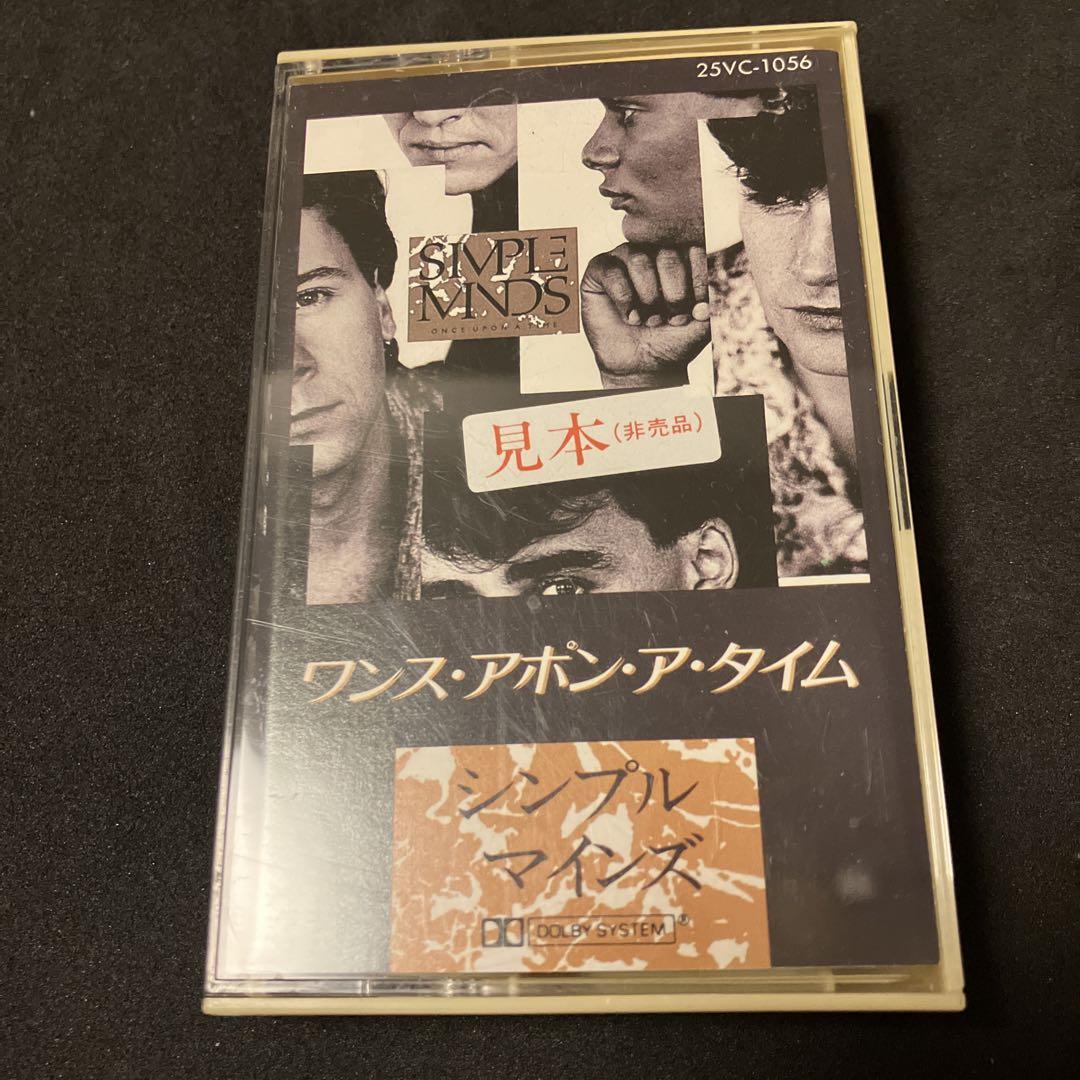 25VC-1056
SIMPLE
MINDS
ONCE UPON A TIME
見本(非売品)
ワンス・アポン・ア・タイム
シンプル
マインズ
DOLBY SYSTEM®